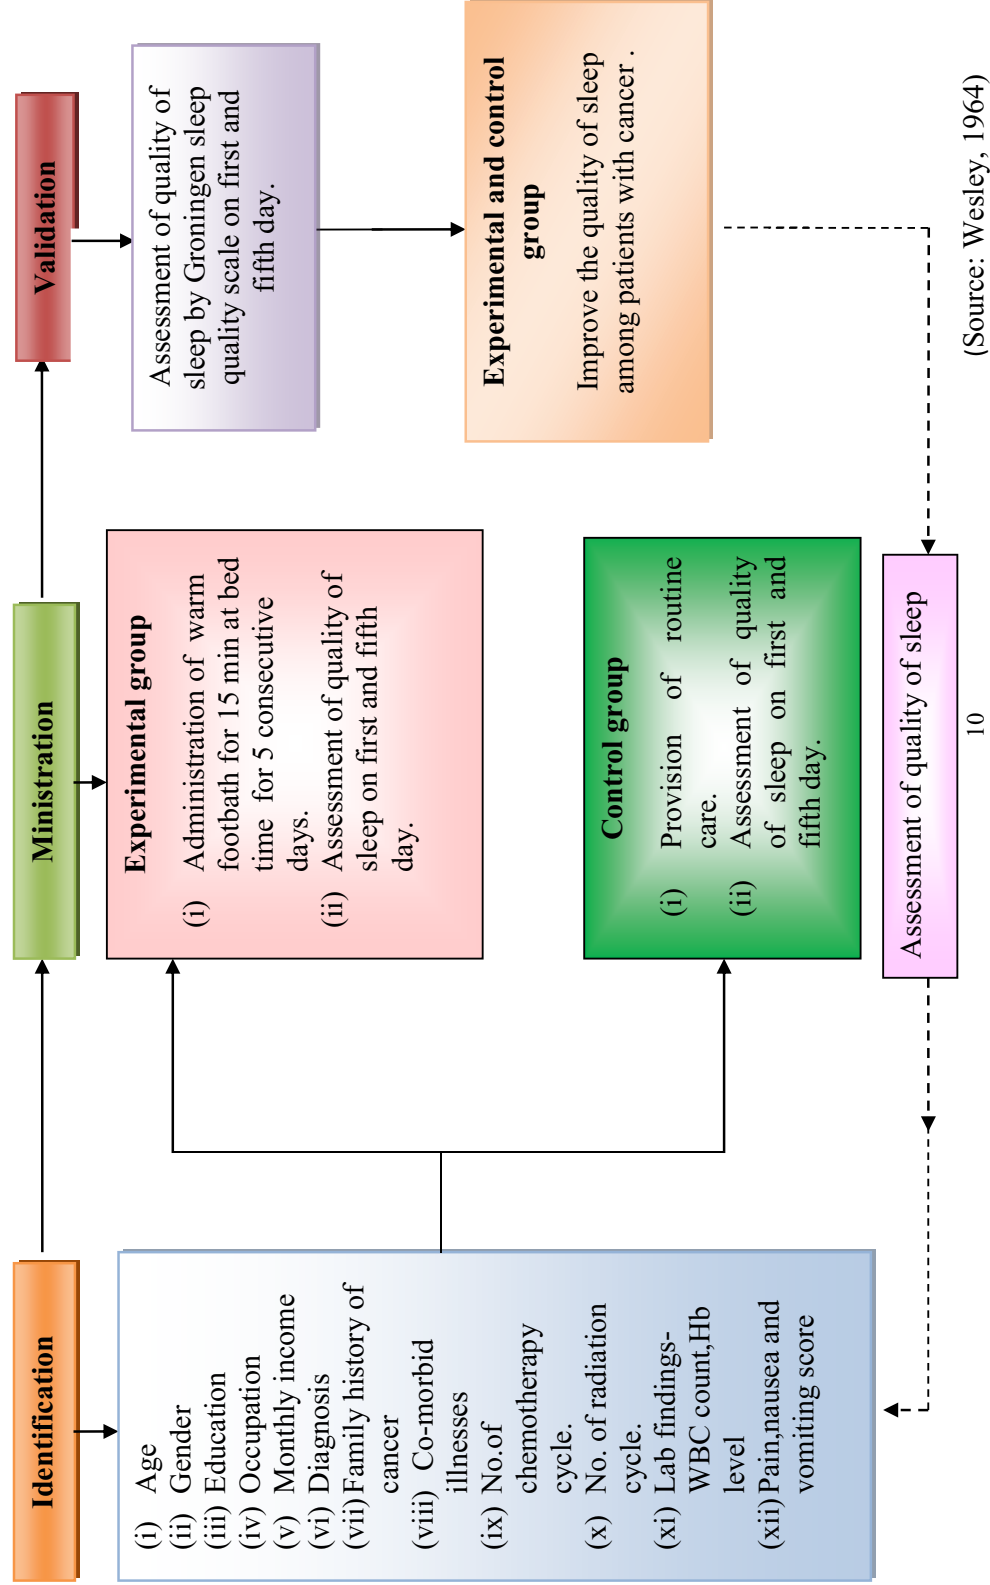 Identification
(i) Age
(ii) Gender
(iii) Education
(iv) Occupation
(v) Monthly income
(vi) Diagnosis
(vii)Family history of
cancer
(viii) Co-morbid
illnesses
(ix) No.of
chemotherapy
cycle.
(x) No. of radiation
cycle.
(xi) Lab findings-
WBC count,Hb
level
(xii)Pain,nausea and
vomiting score
Ministration
Experimental group
(i) Administration of warm
footbath for 15 min at bed
time for 5 consecutive
days.
(ii) Assessment of quality of
sleep on first and fifth
day.
Control group
(i) Provision of routine
care.
(ii) Assessment of quality
of sleep on first and
fifth day.
Validation
Assessment of quality of
sleep by Groningen sleep
quality scale on first and
fifth day.
Experimental and control
group
Improve the quality of sleep
among patients with cancer .
Assessment of quality of sleep
(Source: Wesley, 1964)
10